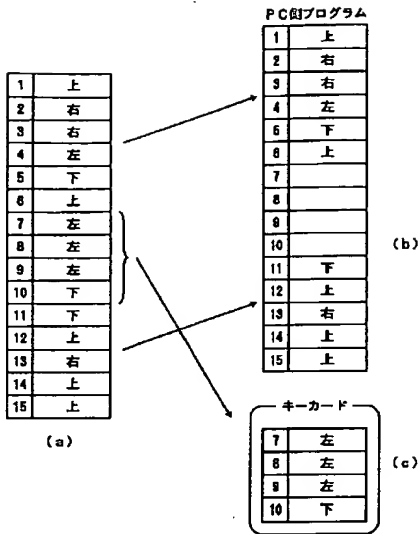 1 上
2 右
3 右
4 左
5 下
6 上
7 左
8 左
9 左
10 下
11 下
12 上
13 右
14 上
15 上
(a)
PC側プログラム
1 上
2 右
3 右
4 左
5 下
6 上
7
8
9
10
11 下
12 上
13 右
14 上
15 上
(b)
キーカード
7 左
8 左
9 左
10 下
(c)